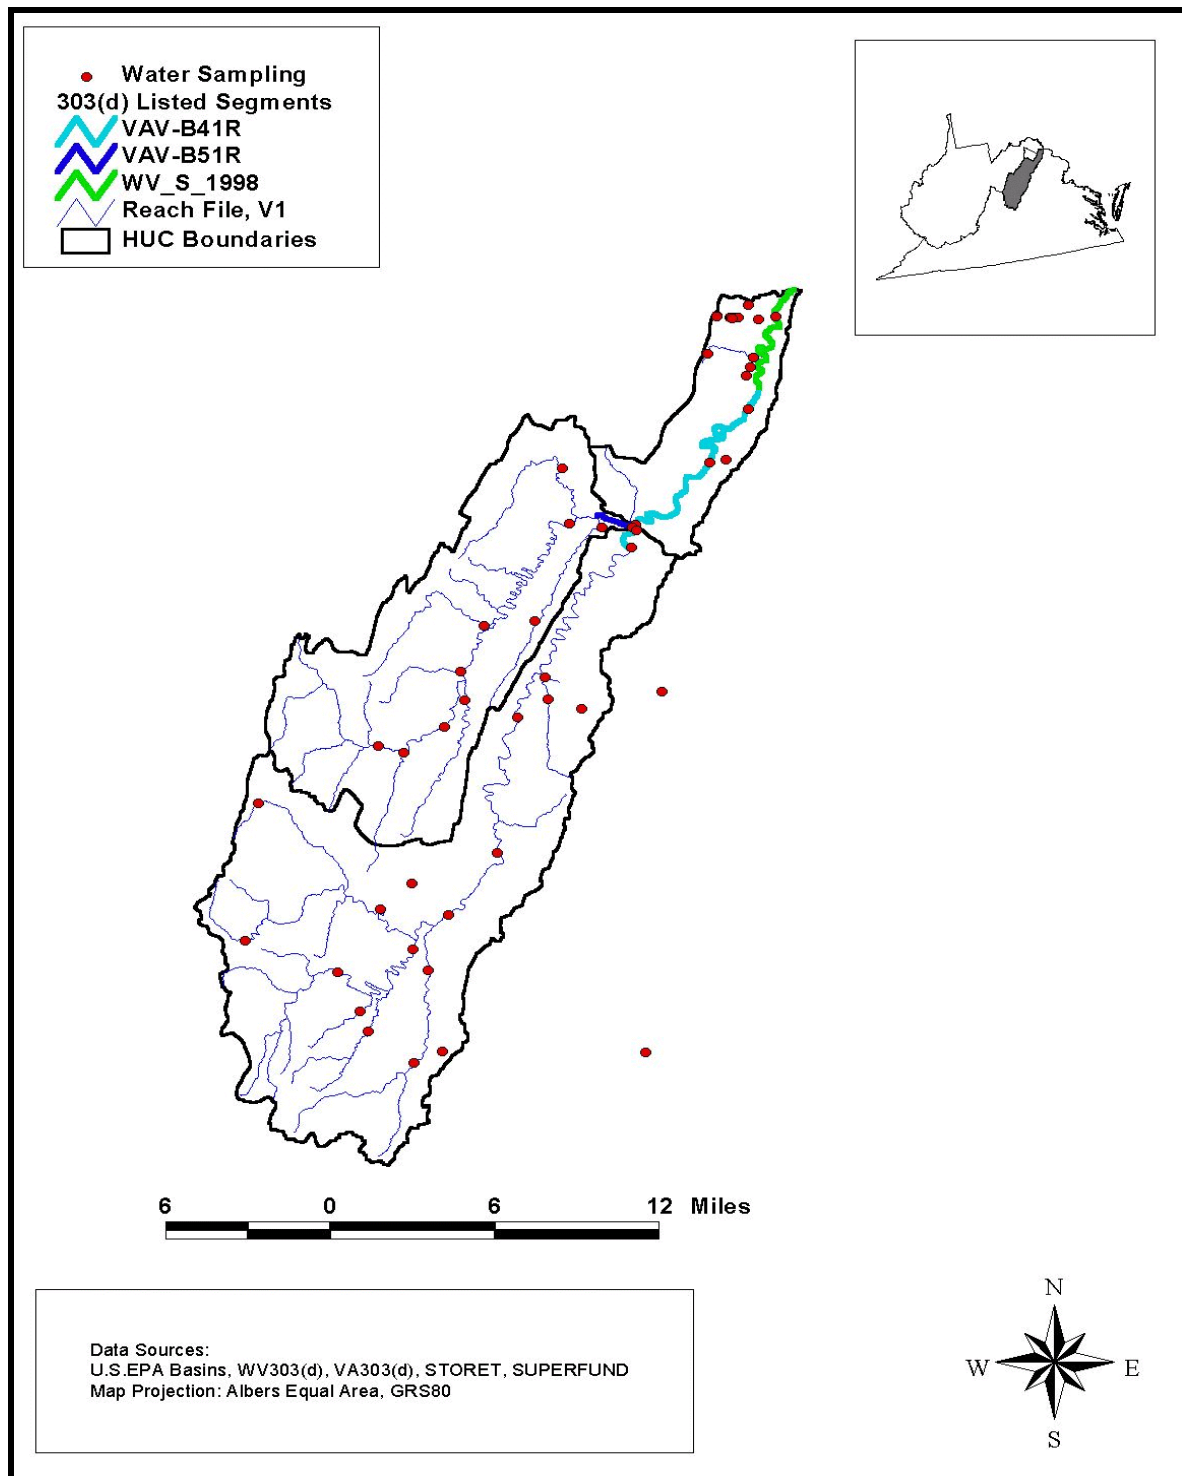 Water Sampling
303(d) Listed Segments
VAV-B41R
VAV-B51R
WV_S_1998
Reach File, V1
HUC Boundaries
6 0 6 12 Miles
Data Sources:
U.S.EPA Basins, WV303(d), VA303(d), STORET, SUPERFUND
Map Projection: Albers Equal Area, GRS80
N
W E
S